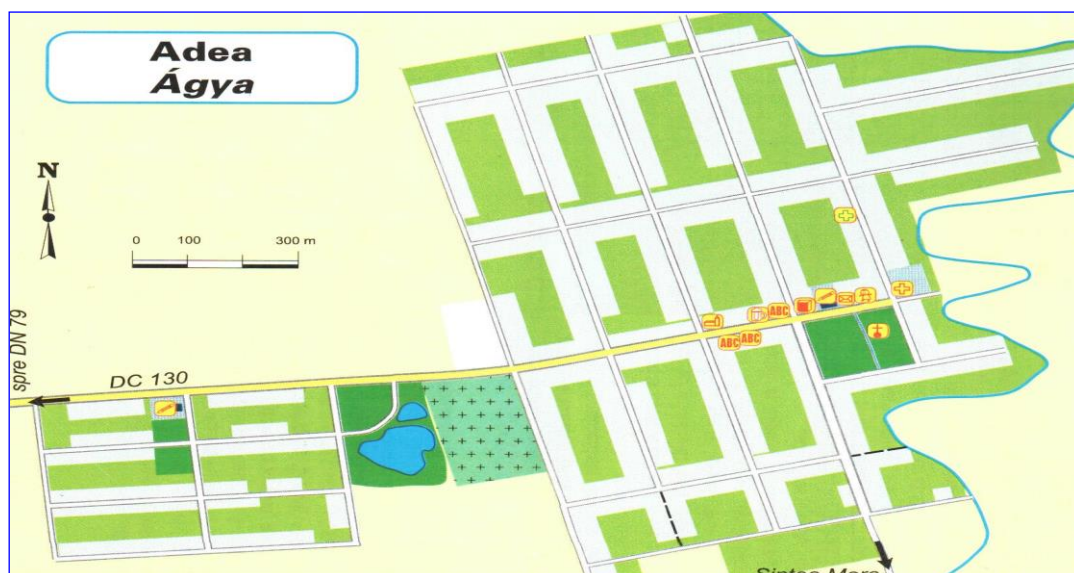 Adea
Ágya
N
0 100 300 m
spre DN 79
DC 130
ABC
ABC ABC